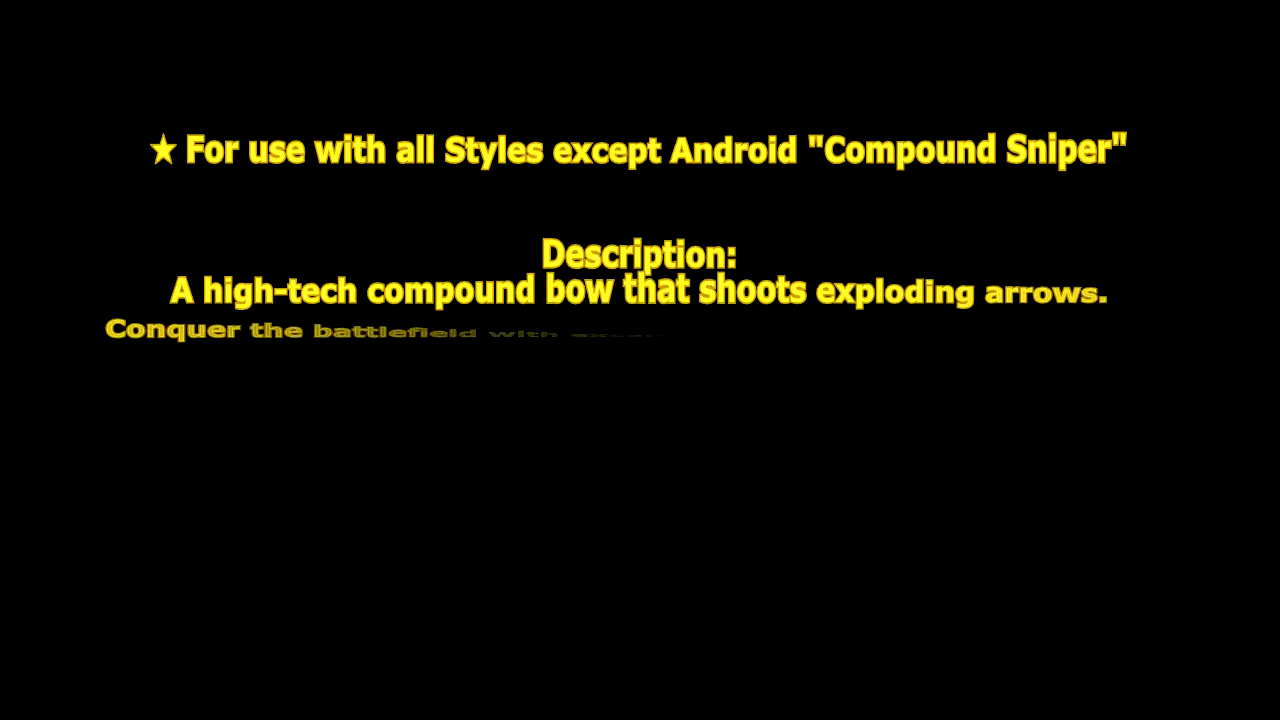 ★ For use with all Styles except Android "Compound Sniper"
Description:
A high-tech compound bow that shoots exploding arrows.
Conquer the battlefield with